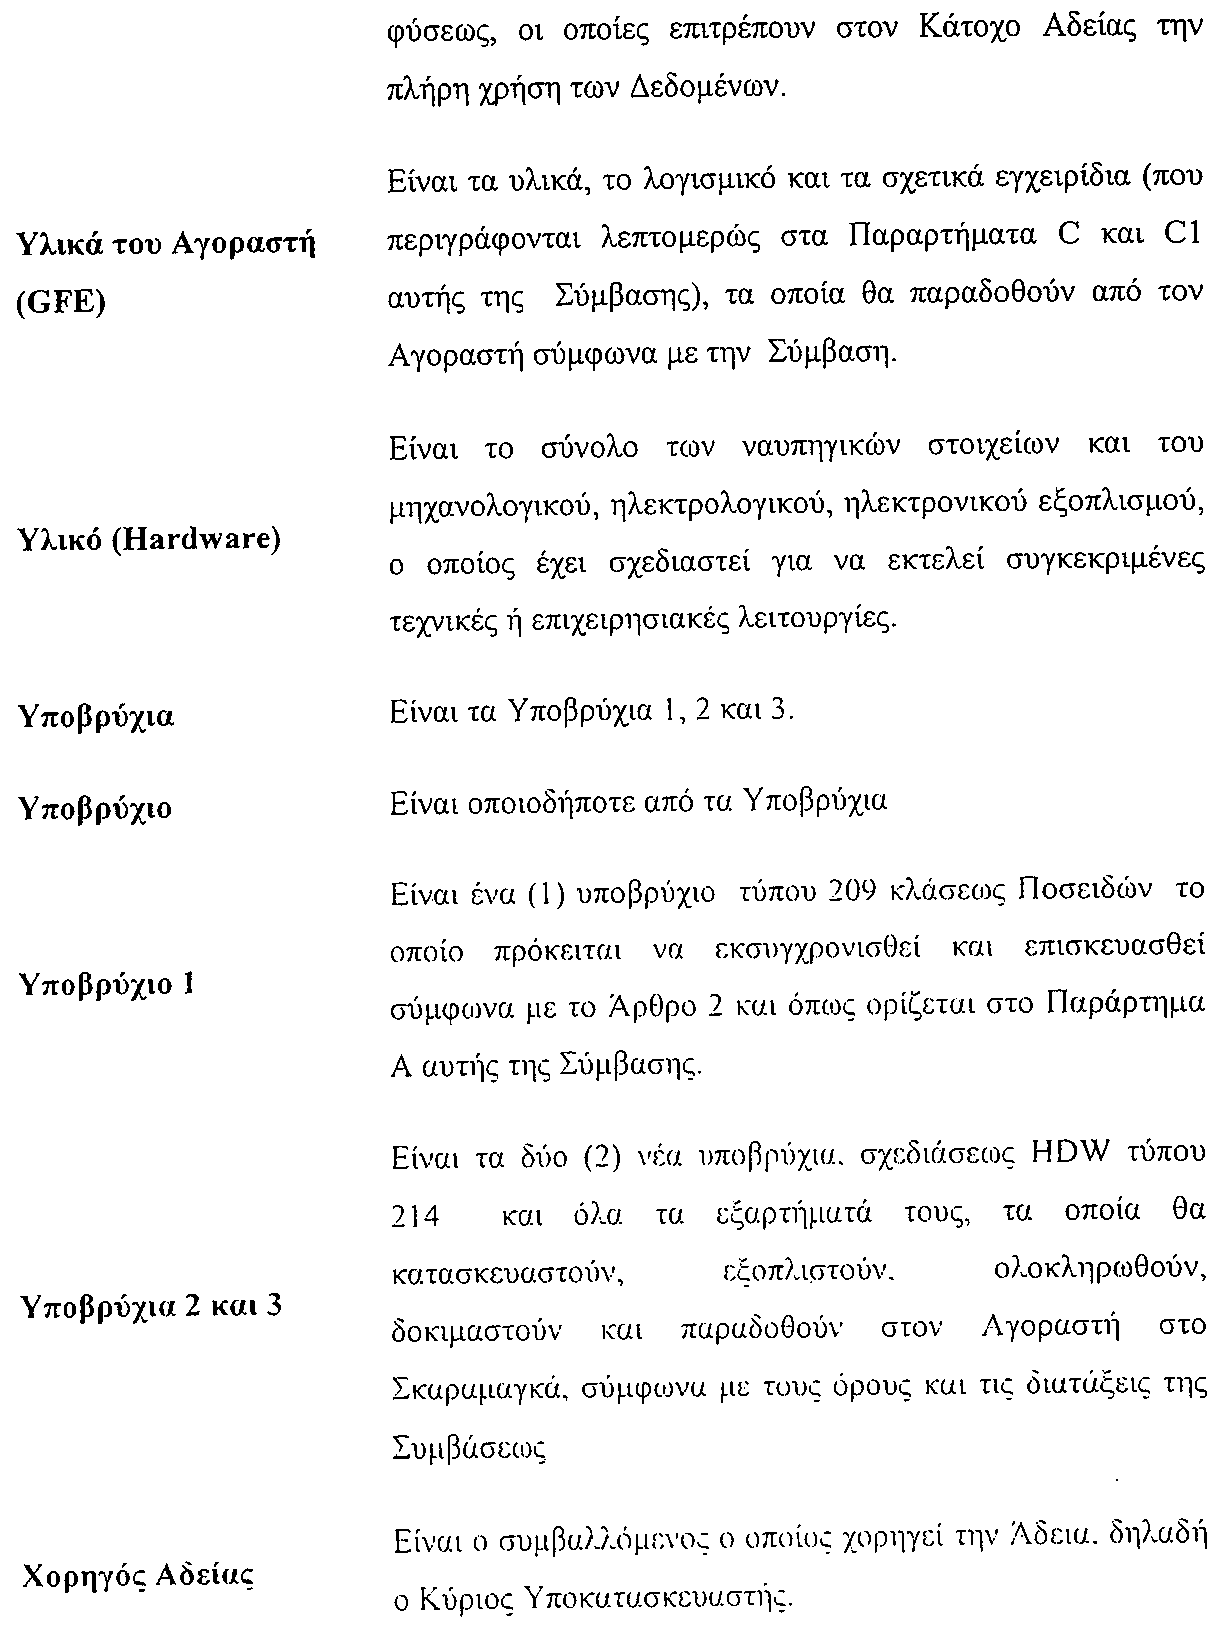 φύσεως, οι οποίες επιτρέπουν στον Κάτοχο Αδείας την
πλήρη χρήση των Δεδομένων.
Υλικά του Αγοραστή
(GFE)
Είναι τα υλικά, το λογισμικό και τα σχετικά εγχειρίδια (που
περιγράφονται λεπτομερώς στα Παραρτήματα C και C1
αυτής της Σύμβασης), τα οποία θα παραδοθούν από τον
Αγοραστή σύμφωνα με την Σύμβαση.
Υλικό (Hardware)
Είναι το σύνολο των ναυπηγικών στοιχείων και του
μηχανολογικού, ηλεκτρολογικού, ηλεκτρονικού εξοπλισμού,
ο οποίος έχει σχεδιαστεί για να εκτελεί συγκεκριμένες
τεχνικές ή επιχειρησιακές λειτουργίες.
Υποβρύχια
Είναι τα Υποβρύχια 1, 2 και 3.
Υποβρύχιο
Είναι οποιοδήποτε από τα Υποβρύχια
Υποβρύχιο 1
Είναι ένα (1) υποβρύχιο τύπου 209 κλάσεως Ποσειδών το
οποίο πρόκειται να εκσυγχρονισθεί και επισκευασθεί
σύμφωνα με το Άρθρο 2 και όπως ορίζεται στο Παράρτημα
Α αυτής της Σύμβασης.
Υποβρύχια 2 και 3
Είναι τα δύο (2) νέα υποβρύχια, σχεδιάσεως HDW τύπου
214 και όλα τα εξαρτήματά τους, τα οποία θα
κατασκευαστούν, εξοπλιστούν, ολοκληρωθούν,
δοκιμαστούν και παραδοθούν στον Αγοραστή στο
Σκαραμαγκά, σύμφωνα με τους όρους και τις διατάξεις της
Συμβάσεως
Χορηγός Αδείας
Είναι ο συμβαλλόμενος ο οποίος χορηγεί την Άδεια, δηλαδή
ο Κύριος Υποκατασκευαστής.